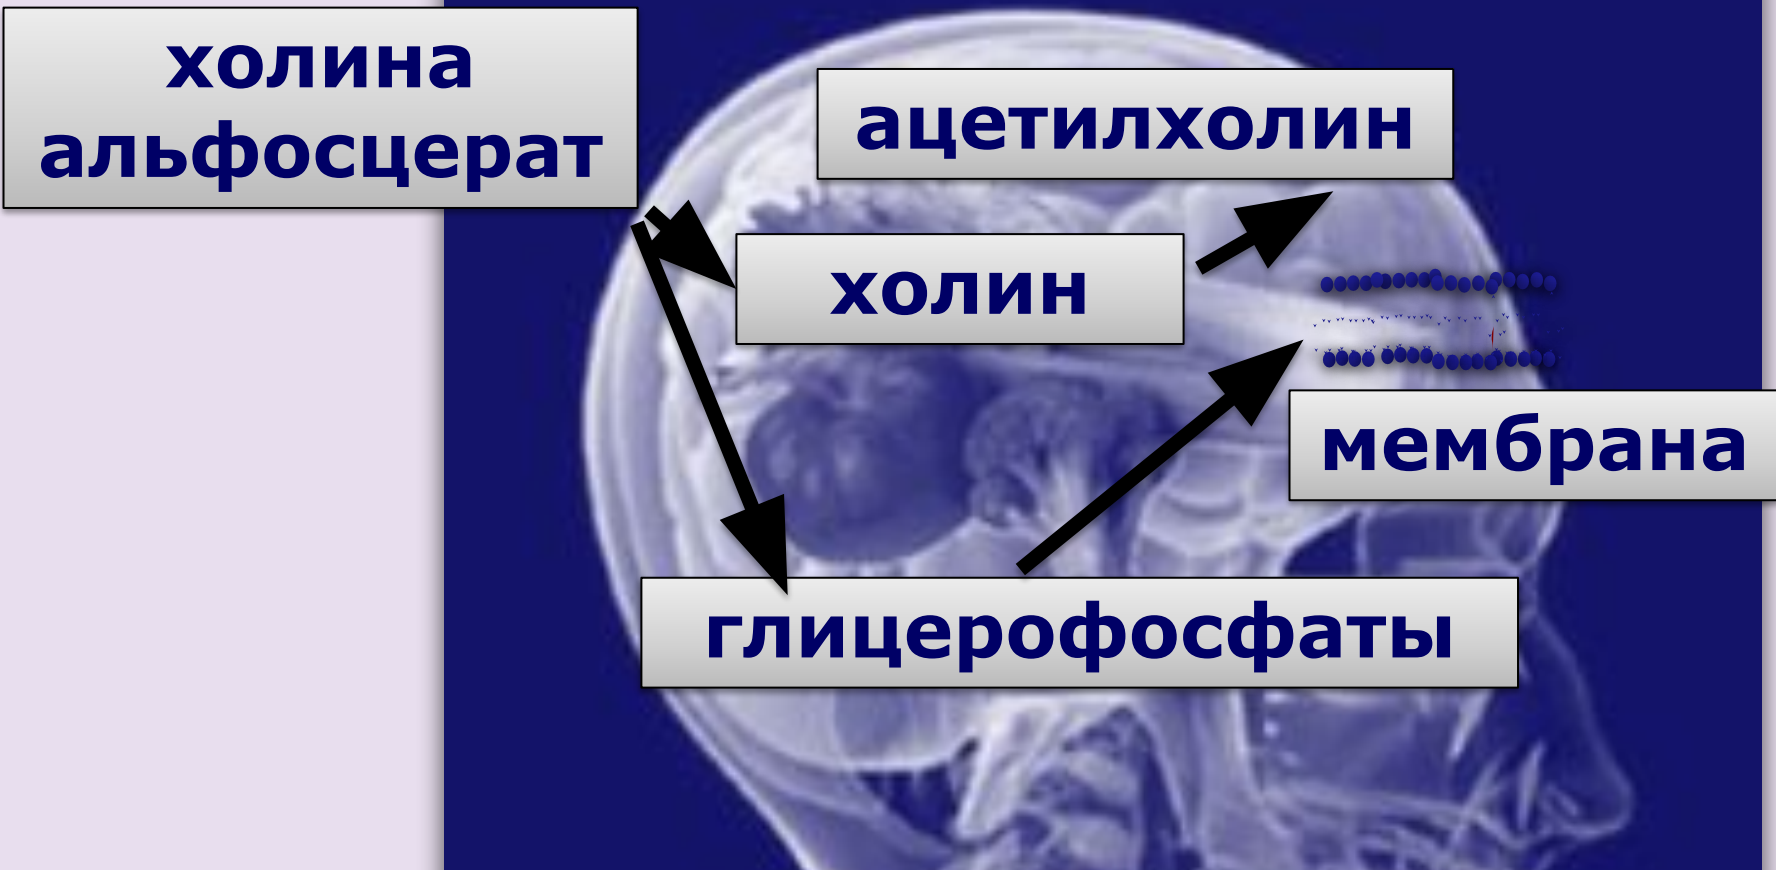 холина
альфосцерат
ацетилхолин
холин
мембрана
глицерофосфаты